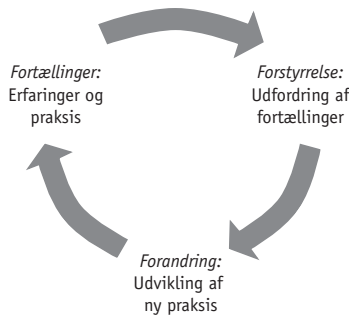 Fortællinger:
Erfaringer og
praksis
Forstyrrelse:
Udfordring af
fortællinger
Forandring:
Udvikling af
ny praksis